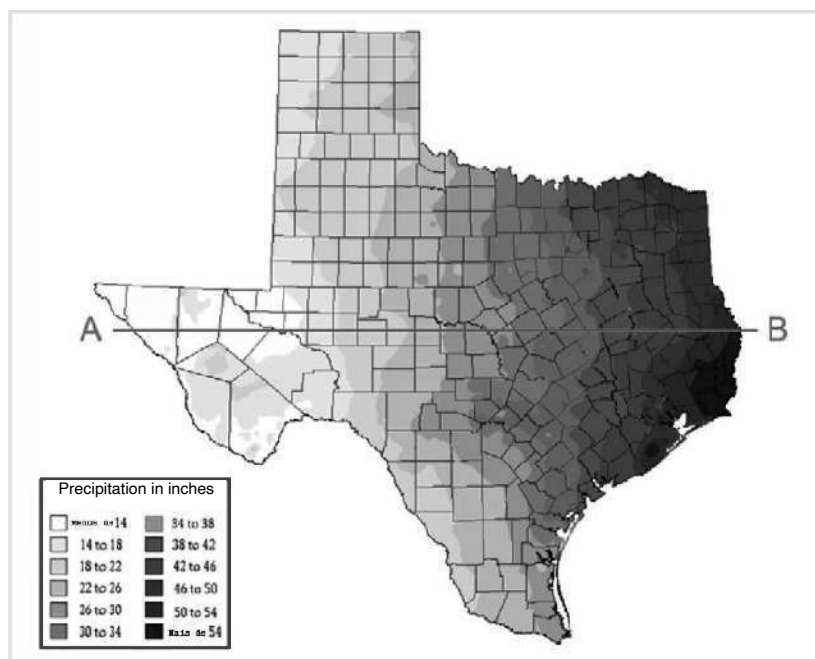 A
B
Precipitation in inches
Menos de 14
14 to 18
18 to 22
22 to 26
26 to 30
30 to 34
34 to 38
38 to 42
42 to 46
46 to 50
50 to 54
Mais de 54